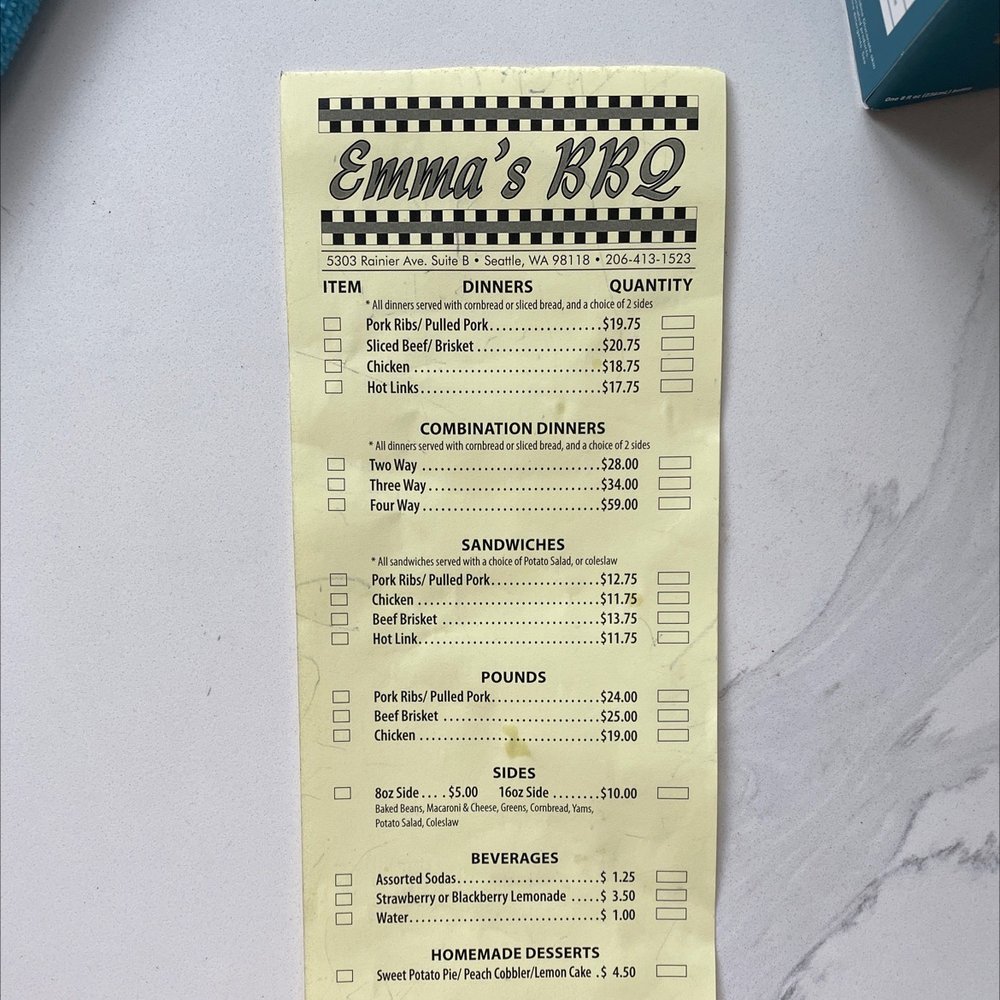 One 8 fl oz (236mL) bottle
Emma's BBQ
5303 Rainier Ave. Suite B • Seattle, WA 98118 • 206-413-1523
ITEM DINNERS QUANTITY
* All dinners served with cornbread or sliced bread, and a choice of 2 sides
Pork Ribs/ Pulled Pork......................$19.75
Sliced Beef/ Brisket ........................$20.75
Chicken ....................................$18.75
Hot Links...................................$17.75
COMBINATION DINNERS
* All dinners served with cornbread or sliced bread, and a choice of 2 sides
Two Way ..................................$28.00
Three Way.................................$34.00
Four Way..................................$59.00
SANDWICHES
* All sandwiches served with a choice of Potato Salad, or coleslaw
Pork Ribs/ Pulled Pork.....................$12.75
Chicken ...................................$11.75
Beef Brisket ..............................$13.75
Hot Link...................................$11.75
POUNDS
Pork Ribs/ Pulled Pork.....................$24.00
Beef Brisket ..............................$25.00
Chicken ...................................$19.00
SIDES
8oz Side.... .$5.00 16oz Side ........$10.00
Baked Beans, Macaroni & Cheese, Greens, Cornbread, Yams,
Potato Salad, Coleslaw
BEVERAGES
Assorted Sodas...........................$ 1.25
Strawberry or Blackberry Lemonade .....$ 3.50
Water....................................$ 1.00
HOMEMADE DESSERTS
Sweet Potato Pie/ Peach Cobbler/Lemon Cake .$ 4.50